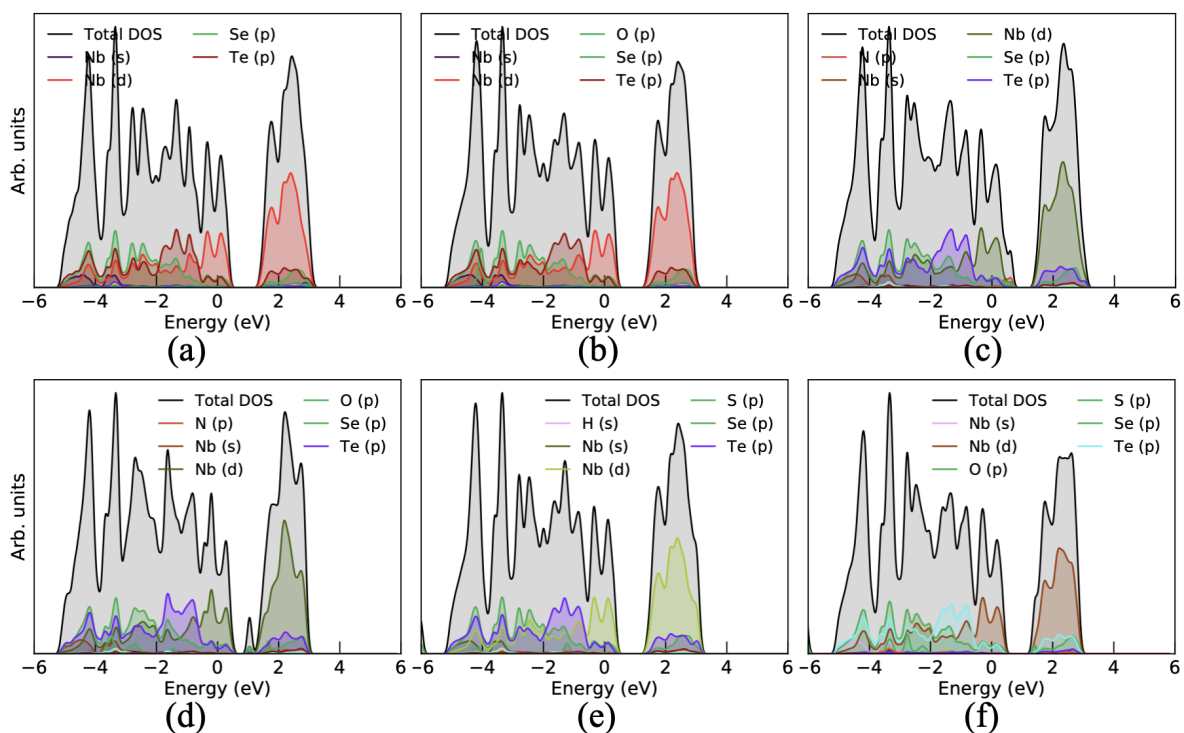 Total DOS Se (p)
Nb (s) Te (p)
Nb (d)
Total DOS O (p)
Nb (s) Se (p)
Nb (d) Te (p)
Total DOS Nb (d)
N (p) Se (p)
Nb (s) Te (p)
Arb. units
−6 −4 −2 0 2 4 6
−6 −4 −2 0 2 4 6
−6 −4 −2 0 2 4 6
Energy (eV) Energy (eV) Energy (eV)
(a) (b) (c)
Total DOS O (p)
N (p) Se (p)
Nb (s) Te (p)
Nb (d)
Total DOS S (p)
H (s) Se (p)
Nb (s) Te (p)
Nb (d)
Total DOS S (p)
Nb (s) Se (p)
Nb (d) Te (p)
O (p)
Arb. units
−6 −4 −2 0 2 4 6
−6 −4 −2 0 2 4 6
−6 −4 −2 0 2 4 6
Energy (eV) Energy (eV) Energy (eV)
(d) (e) (f)